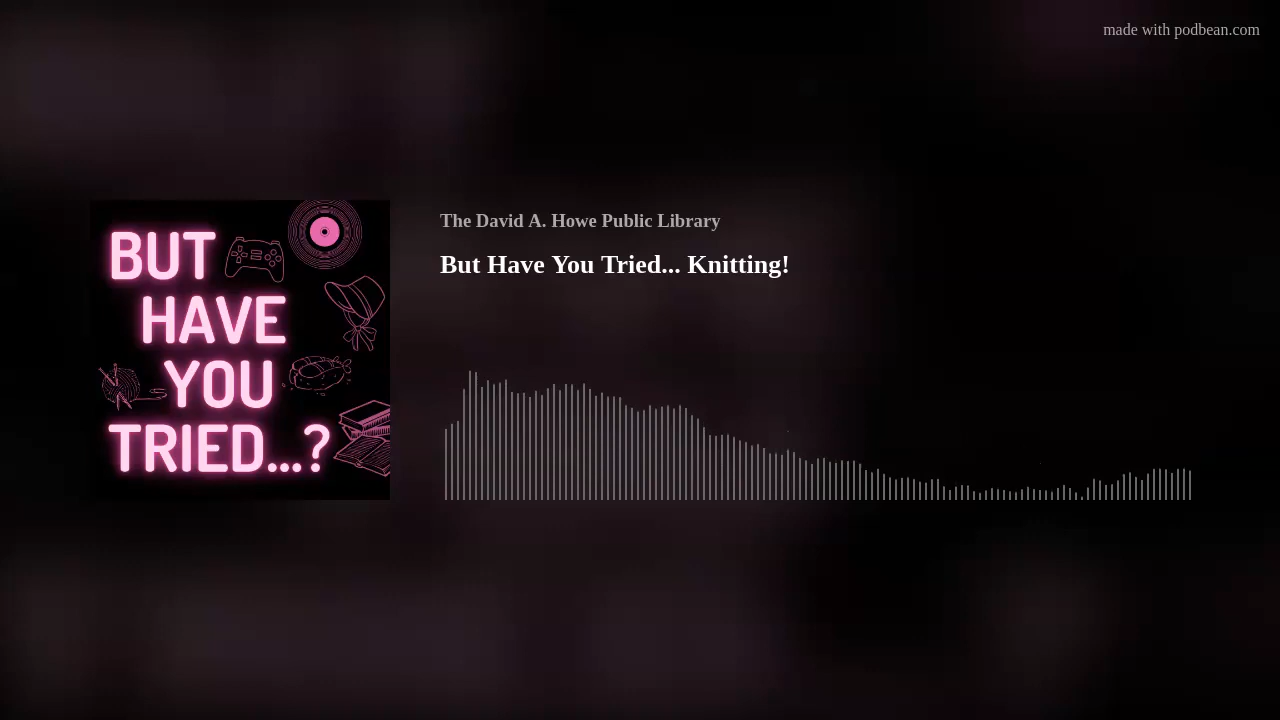 made with podbean.com
BUT
HAVE
YOU
TRIED...?
The David A. Howe Public Library
But Have You Tried... Knitting!